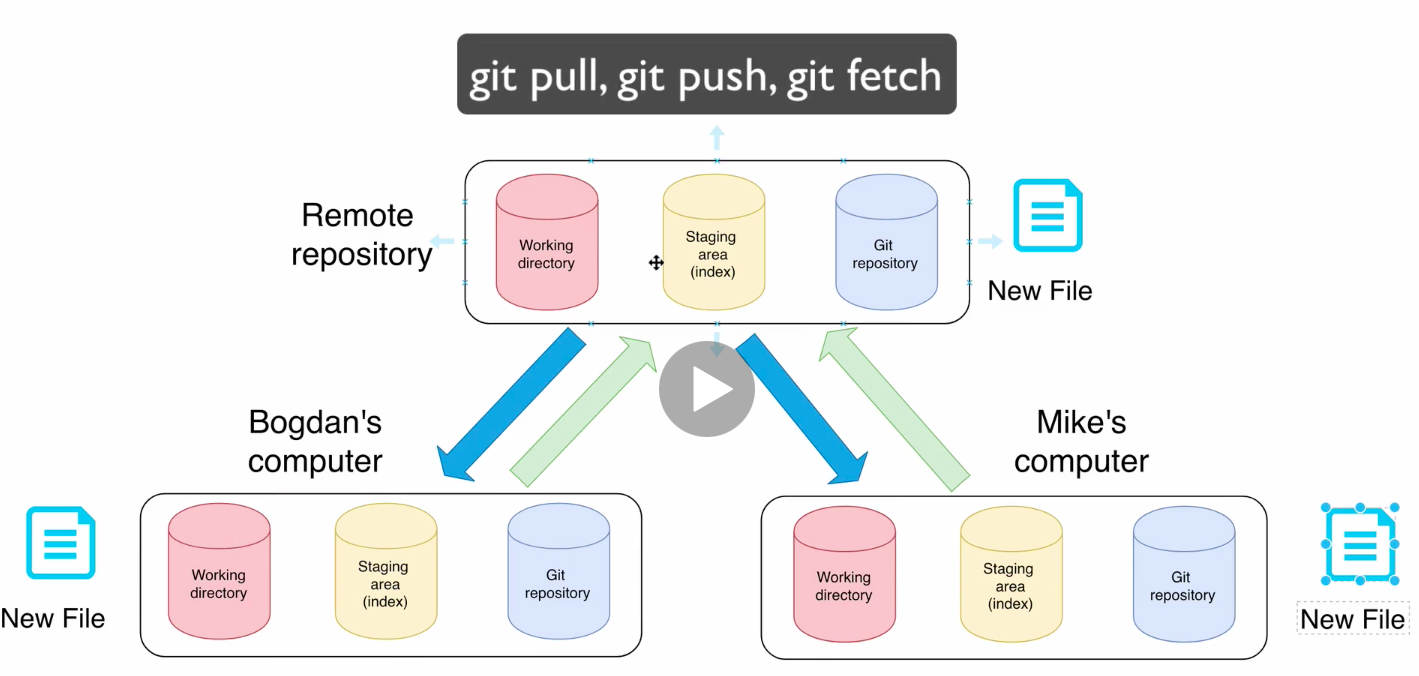 git pull, git push, git fetch
Remote
repository
Working
directory
Staging
area
(index)
Git
repository
New File
Bogdan's
computer
Mike's
computer
New File
Working
directory
Staging
area
(index)
Git
repository
Working
directory
Staging
area
(index)
Git
repository
New File